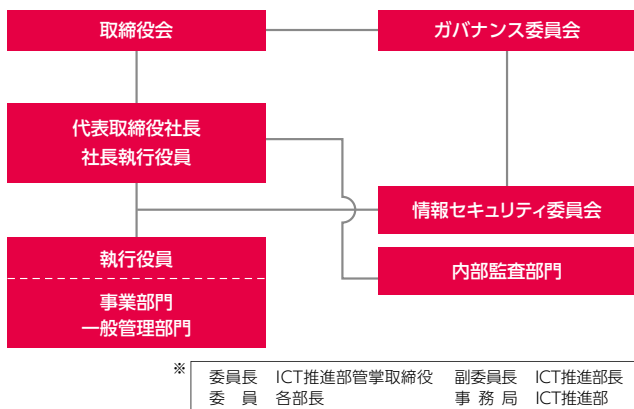 取締役会
ガバナンス委員会
代表取締役社長
社長執行役員
情報セキュリティ委員会
執行役員
事業部門
一般管理部門
内部監査部門
※
委員長 ICT推進部管掌取締役 副委員長 ICT推進部長
委 員 各部長 事 務 局 ICT推進部